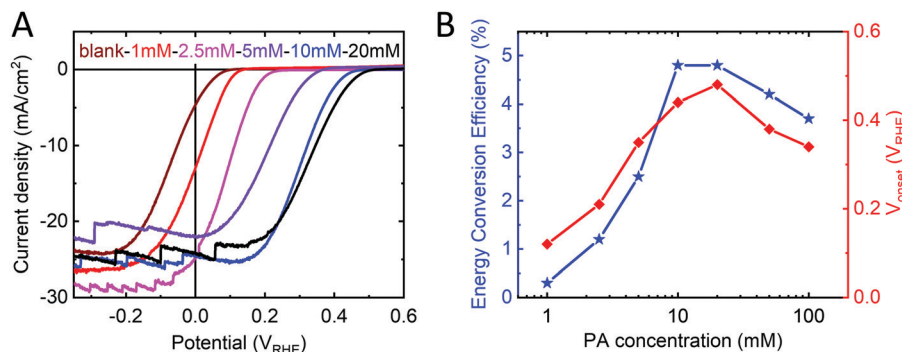 A
blank-1mM-2.5mM-5mM-10mM-20mM
Current density (mA/cm²)
0
-10
-20
-30
-0.2
0.0
0.2
0.4
0.6
Potential (V_RHE)
B
Energy Conversion Efficiency (%)
5
4
3
2
1
0
1
10
100
PA concentration (mM)
0.6
0.4
0.2
0.0
V_onset (V_RHE)